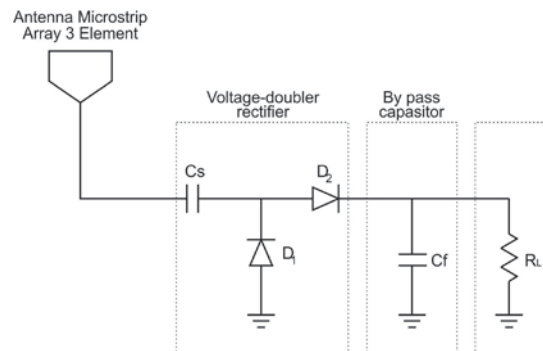 Antenna Microstrip
Array 3 Element
Voltage-doubler
rectifier
By pass
capasitor
Cs
D2
D1
Cf
RL